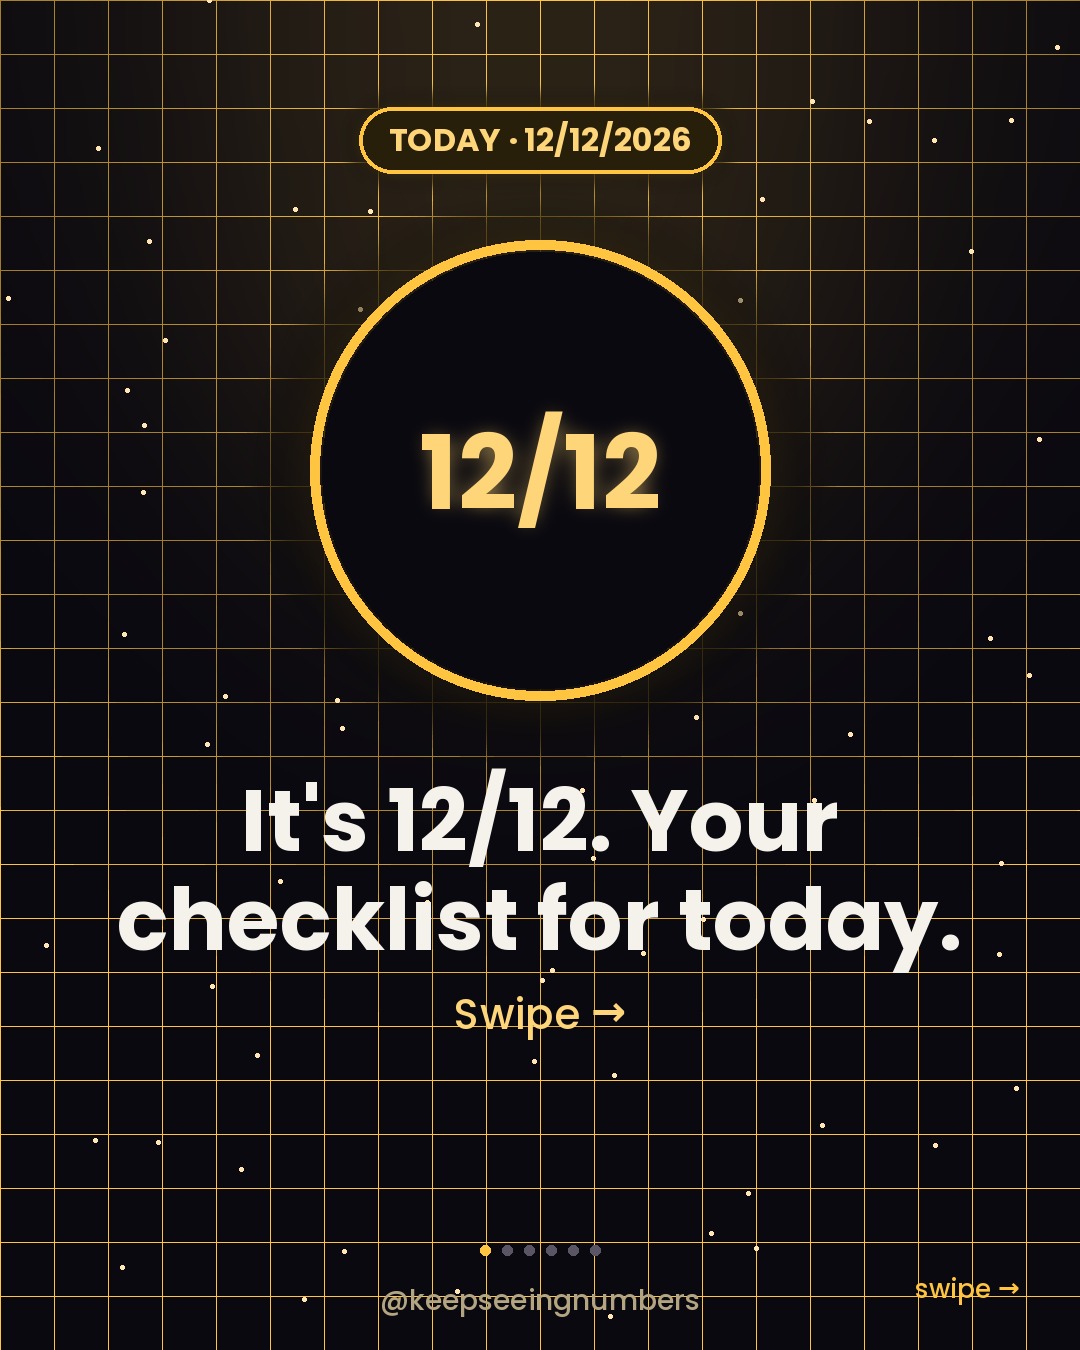 TODAY · 12/12/2026
12/12
It's 12/12. Your
checklist for today.
Swipe →
@keepseeingnumbers
swipe →